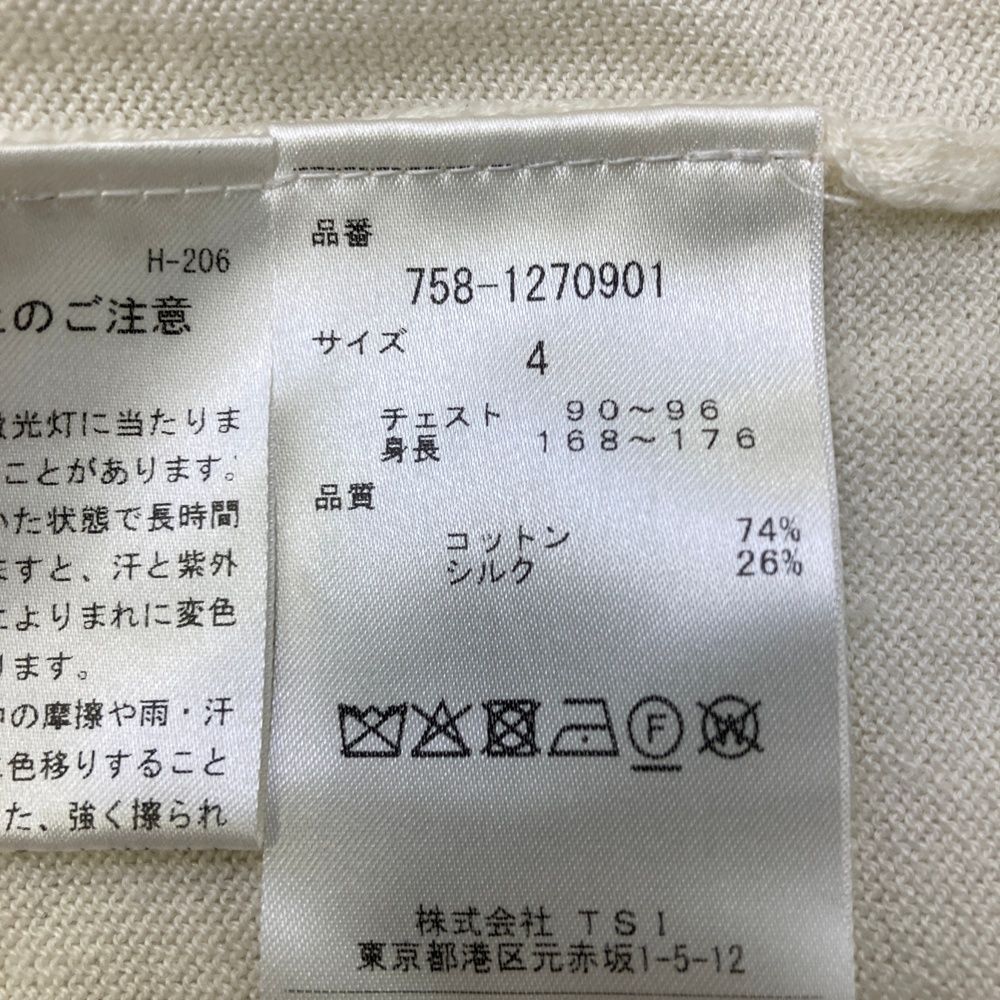 H-206
のご注意
光灯に当たりま
ことがあります。
いた状態で長時間
ますと、汗と紫外
によりまれに変色
ります。
の摩擦や雨・汗
色移りすること
た、強く擦られ
品番
758-1270901
サイズ
4
チェスト 90～96
身長 168～176
品質
コットン 74%
シルク 26%
F
W
株式会社 TSI
東京都港区元赤坂1-5-12